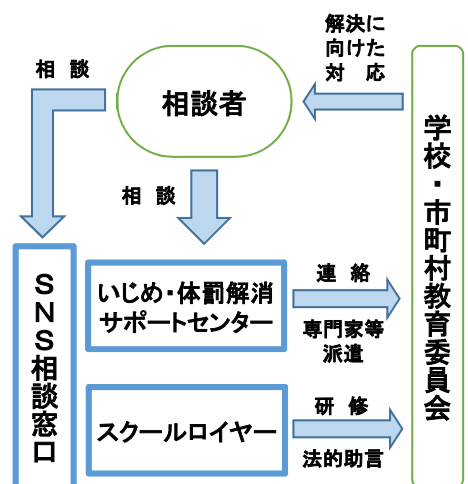 解決に
向けた
対　応
相　談
相談者
学校・市町村教育委員会
相　談
SNS相談窓口
いじめ・体罰解消
サポートセンター
連　絡
専門家等
派遣
スクールロイヤー
研　修
法的助言